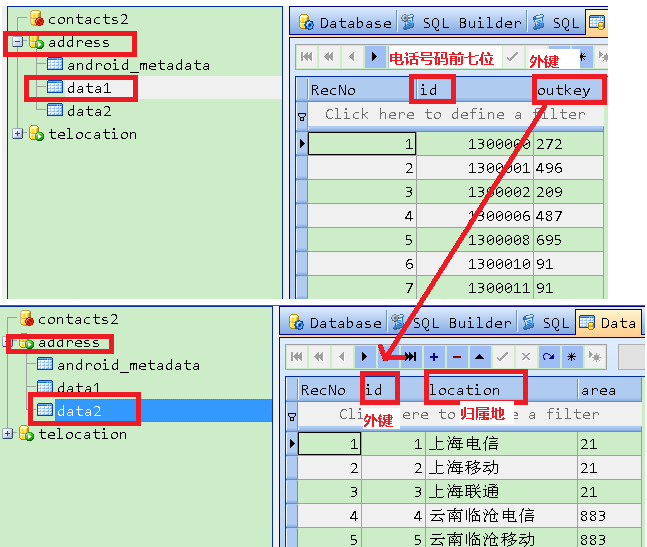 contacts2
address
android_metadata
data1
data2
telocation
Database SQL Builder SQL
电话号码前七位 外键
RecNo id outkey
Click here to define a filter
1 1300000 272
2 1300001 496
3 1300002 209
4 1300006 487
5 1300008 695
6 1300010 91
7 1300011 91
contacts2
address
android_metadata
data1
data2
telocation
Database SQL Builder SQL Data
RecNo id location area
外键 归属地
Cli ere to e a filter
1 1 上海电信 21
2 2 上海移动 21
3 3 上海联通 21
4 4 云南临沧电信 883
5 5 云南临沧移动 883